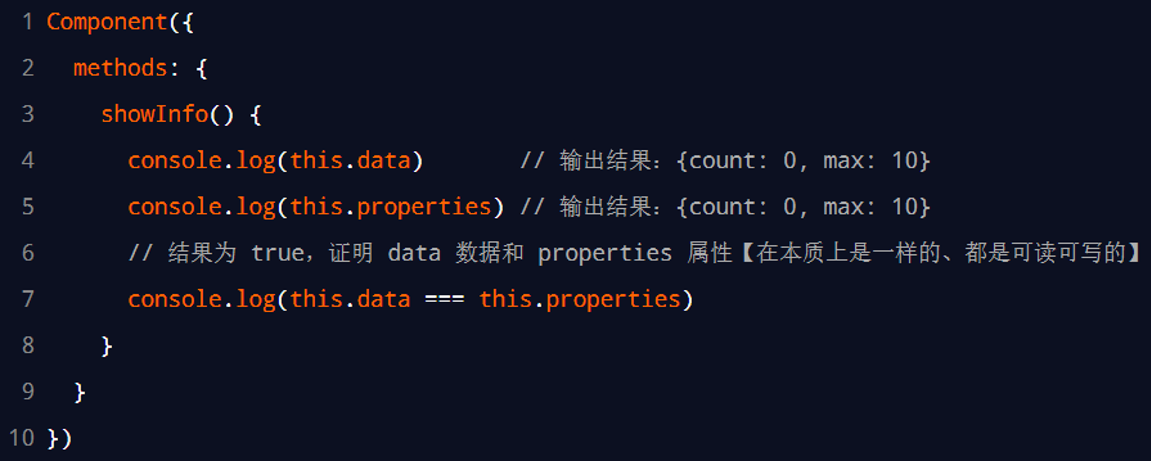 1 Component({
2   methods: {
3     showInfo() {
4       console.log(this.data)       // 输出结果：{count: 0, max: 10}
5       console.log(this.properties) // 输出结果：{count: 0, max: 10}
6       // 结果为 true，证明 data 数据和 properties 属性【在本质上是一样的、都是可读可写的】
7       console.log(this.data === this.properties)
8     }
9   }
10 })